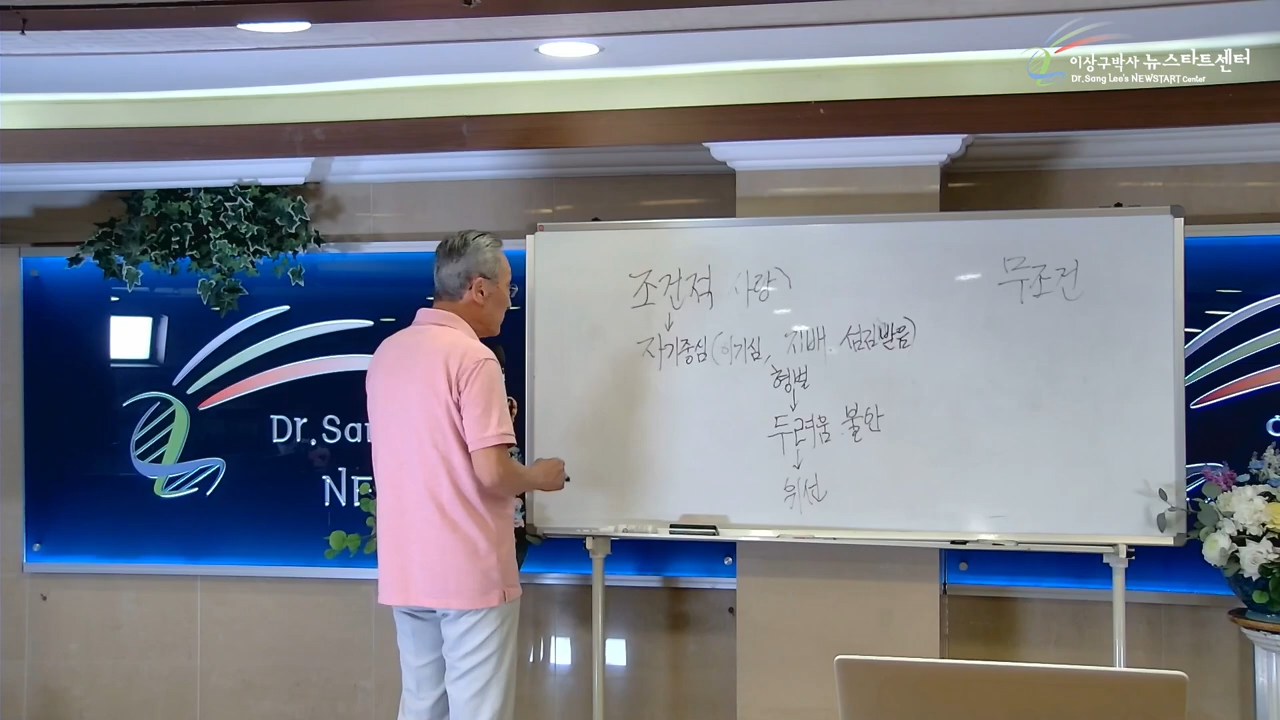 이상구박사 뉴스타트센터
Dr.Sang Lee's NEWSTART Center
조건적 사랑
무조건
↓
자기중심(이기심, 지배, 섬김받음)
형벌
↓
두려움 불안
↓
위선
Dr.Sa
NE